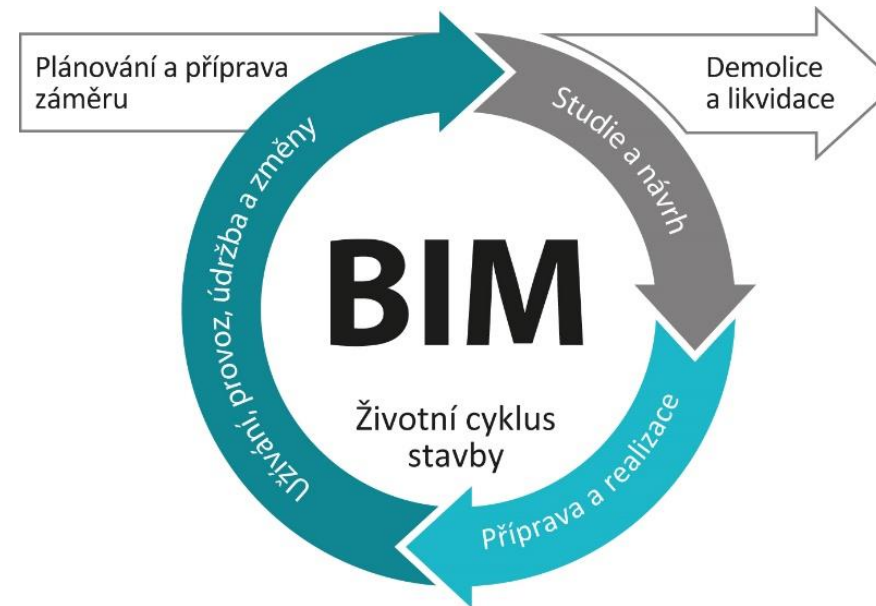 Plánování a příprava
záměru
Demolice
a likvidace
Studie a návrh
Užívání, provoz, údržba a změny
BIM
Životní cyklus
stavby
Příprava a realizace